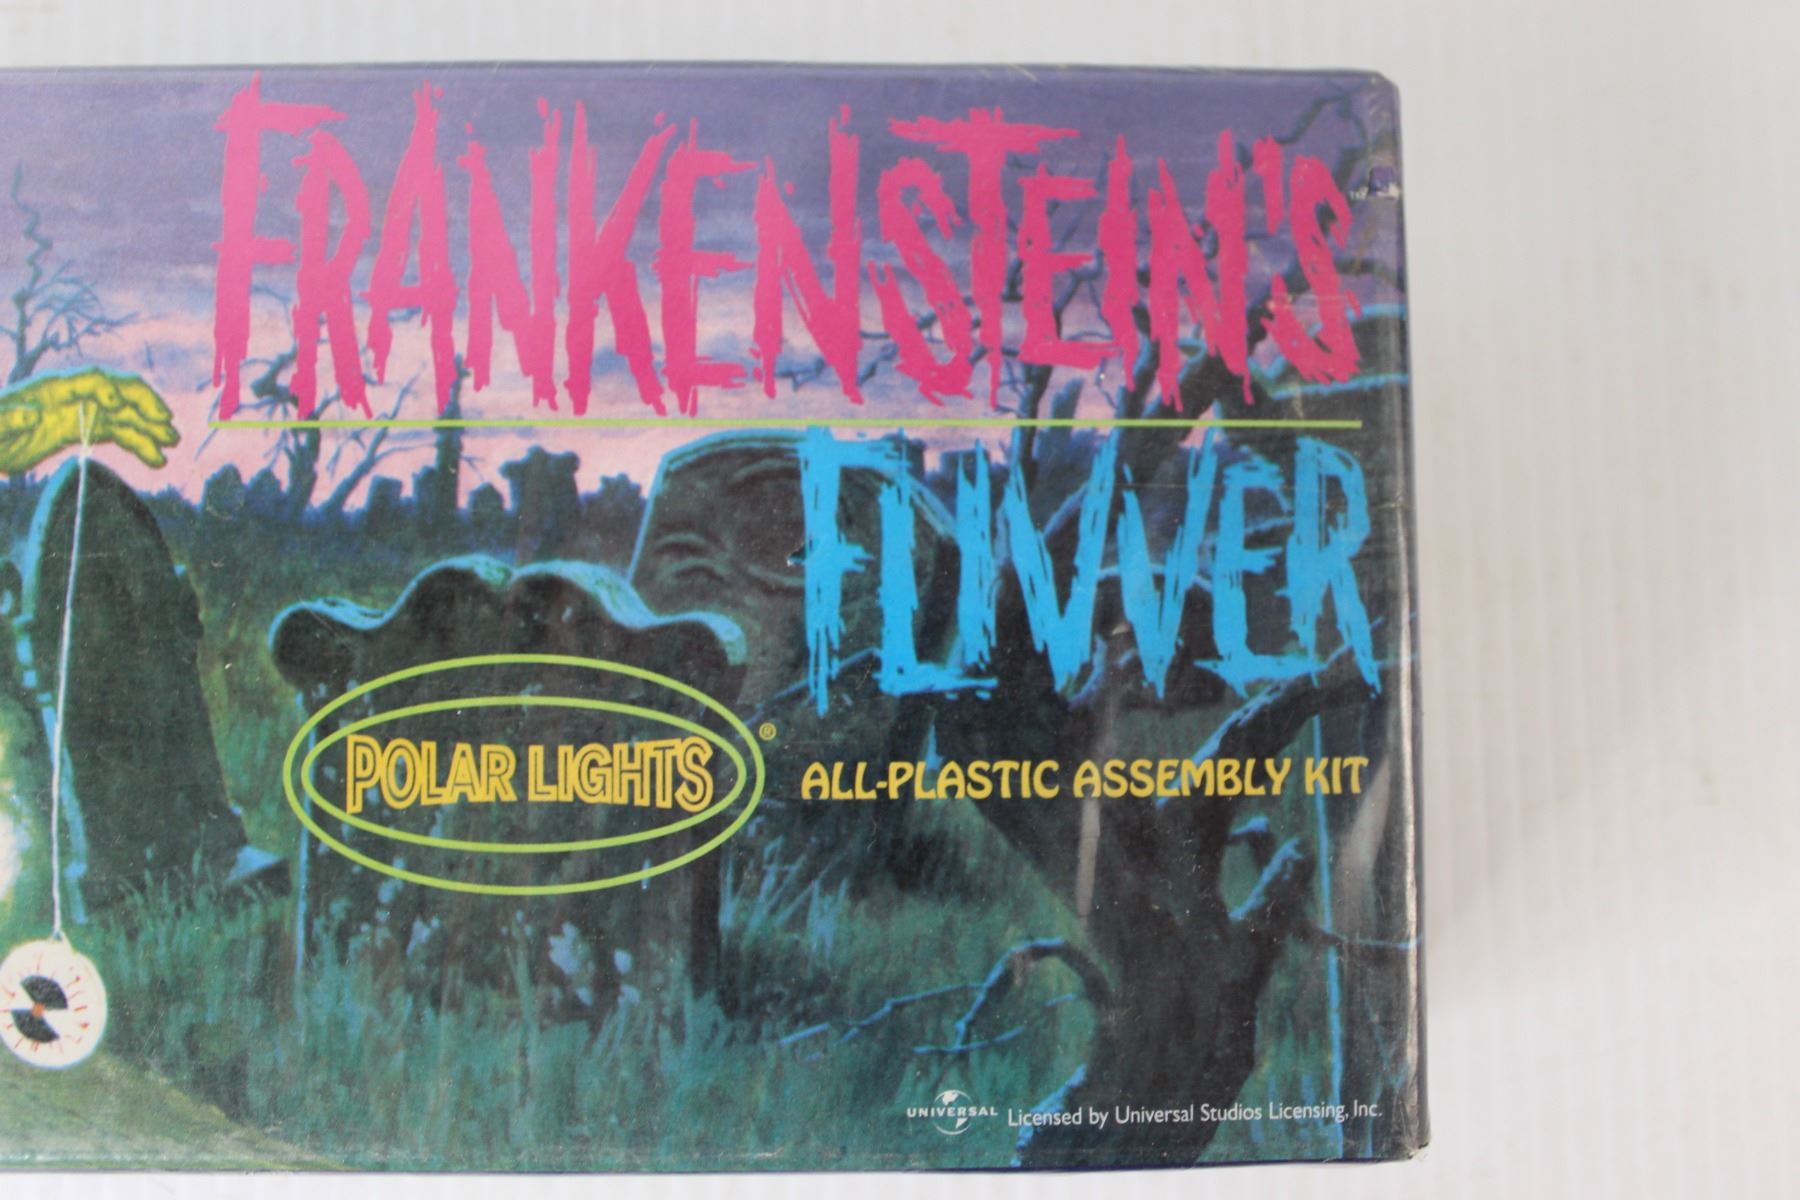 FRANKENSTEIN'S
FLIVVER
POLAR LIGHTS®
ALL-PLASTIC ASSEMBLY KIT
UNIVERSAL Licensed by Universal Studios Licensing, Inc.